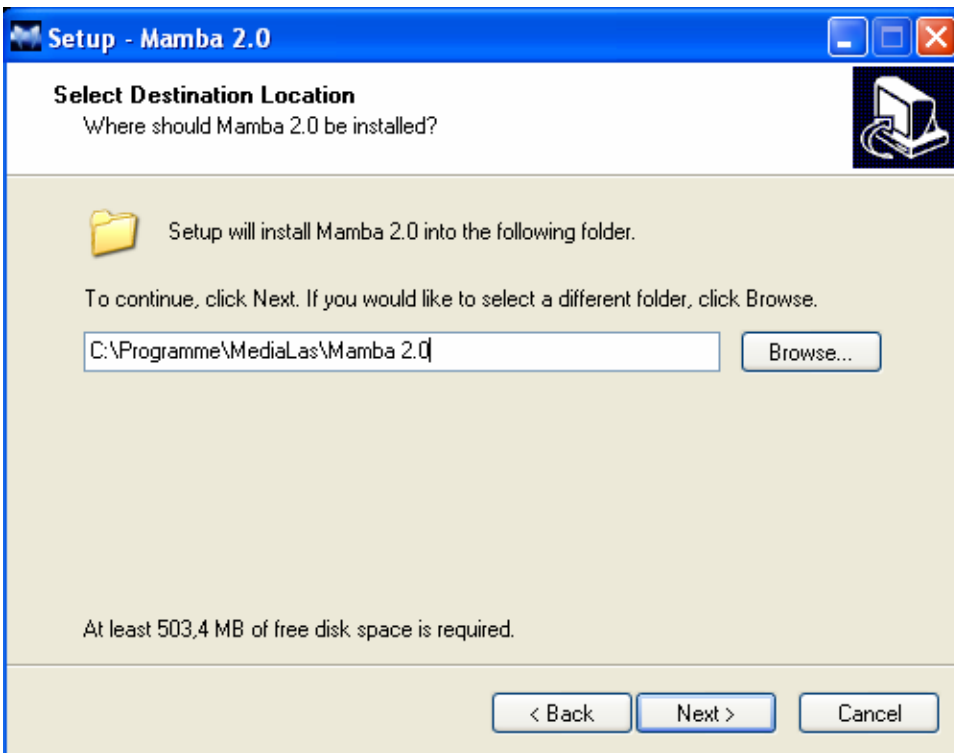 Setup - Mamba 2.0
Select Destination Location
Where should Mamba 2.0 be installed?
Setup will install Mamba 2.0 into the following folder.
To continue, click Next. If you would like to select a different folder, click Browse.
C:\Programme\MediaLas\Mamba 2.0
Browse...
At least 503,4 MB of free disk space is required.
< Back
Next >
Cancel